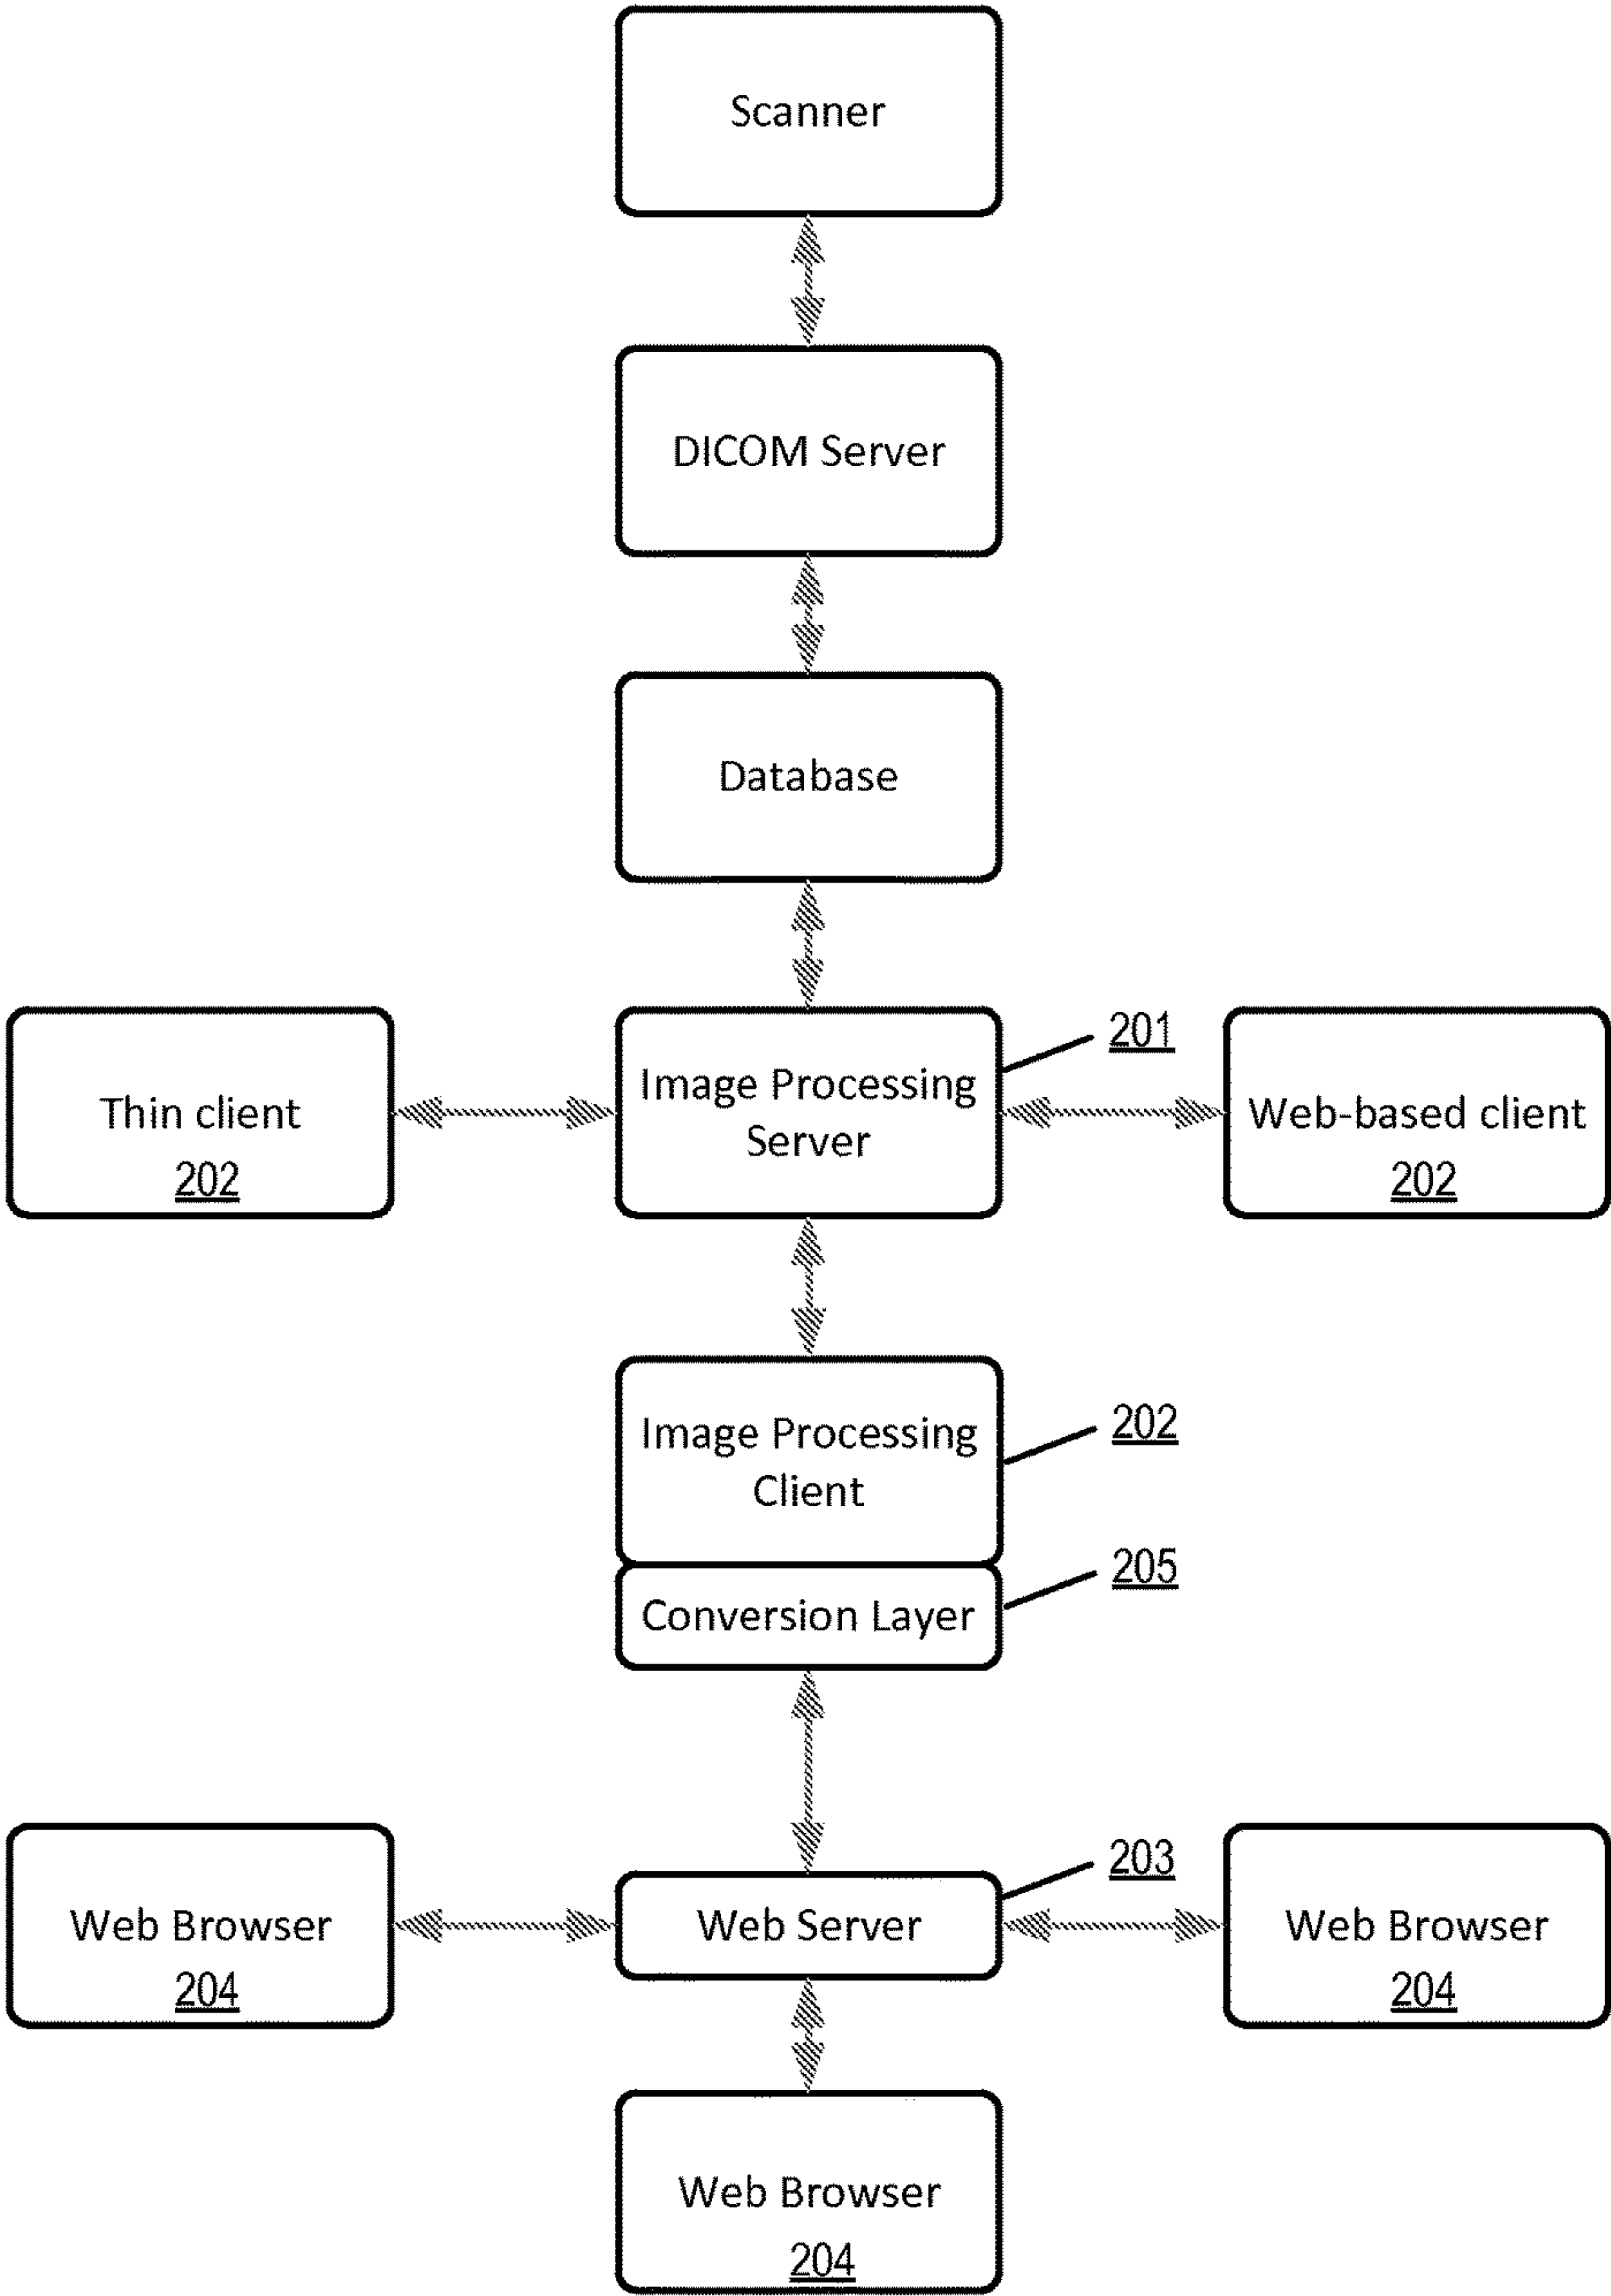 Scanner
DICOM Server
Database
Thin client
202
Image Processing
Server
201
Web-based client
202
Image Processing
Client
202
Conversion Layer
205
Web Browser
204
Web Server
203
Web Browser
204
Web Browser
204